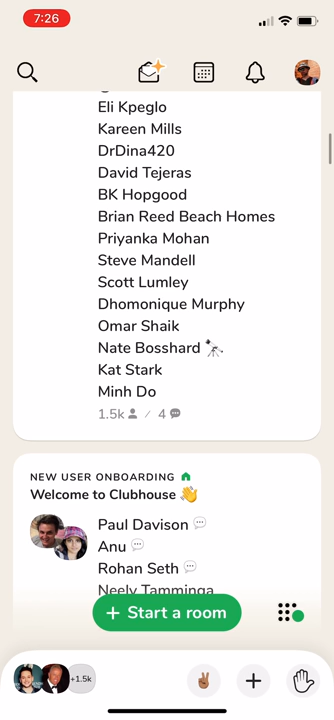 7:26
Eli Kpeglo
Kareen Mills
DrDina420
David Tejeras
BK Hopgood
Brian Reed Beach Homes
Priyanka Mohan
Steve Mandell
Scott Lumley
Dhomonique Murphy
Omar Shaik
Nate Bosshard
Kat Stark
Minh Do
1.5k / 4
NEW USER ONBOARDING
Welcome to Clubhouse 👋
Paul Davison
Anu
Rohan Seth
Neely Tamminga
+ Start a room
+1.5k